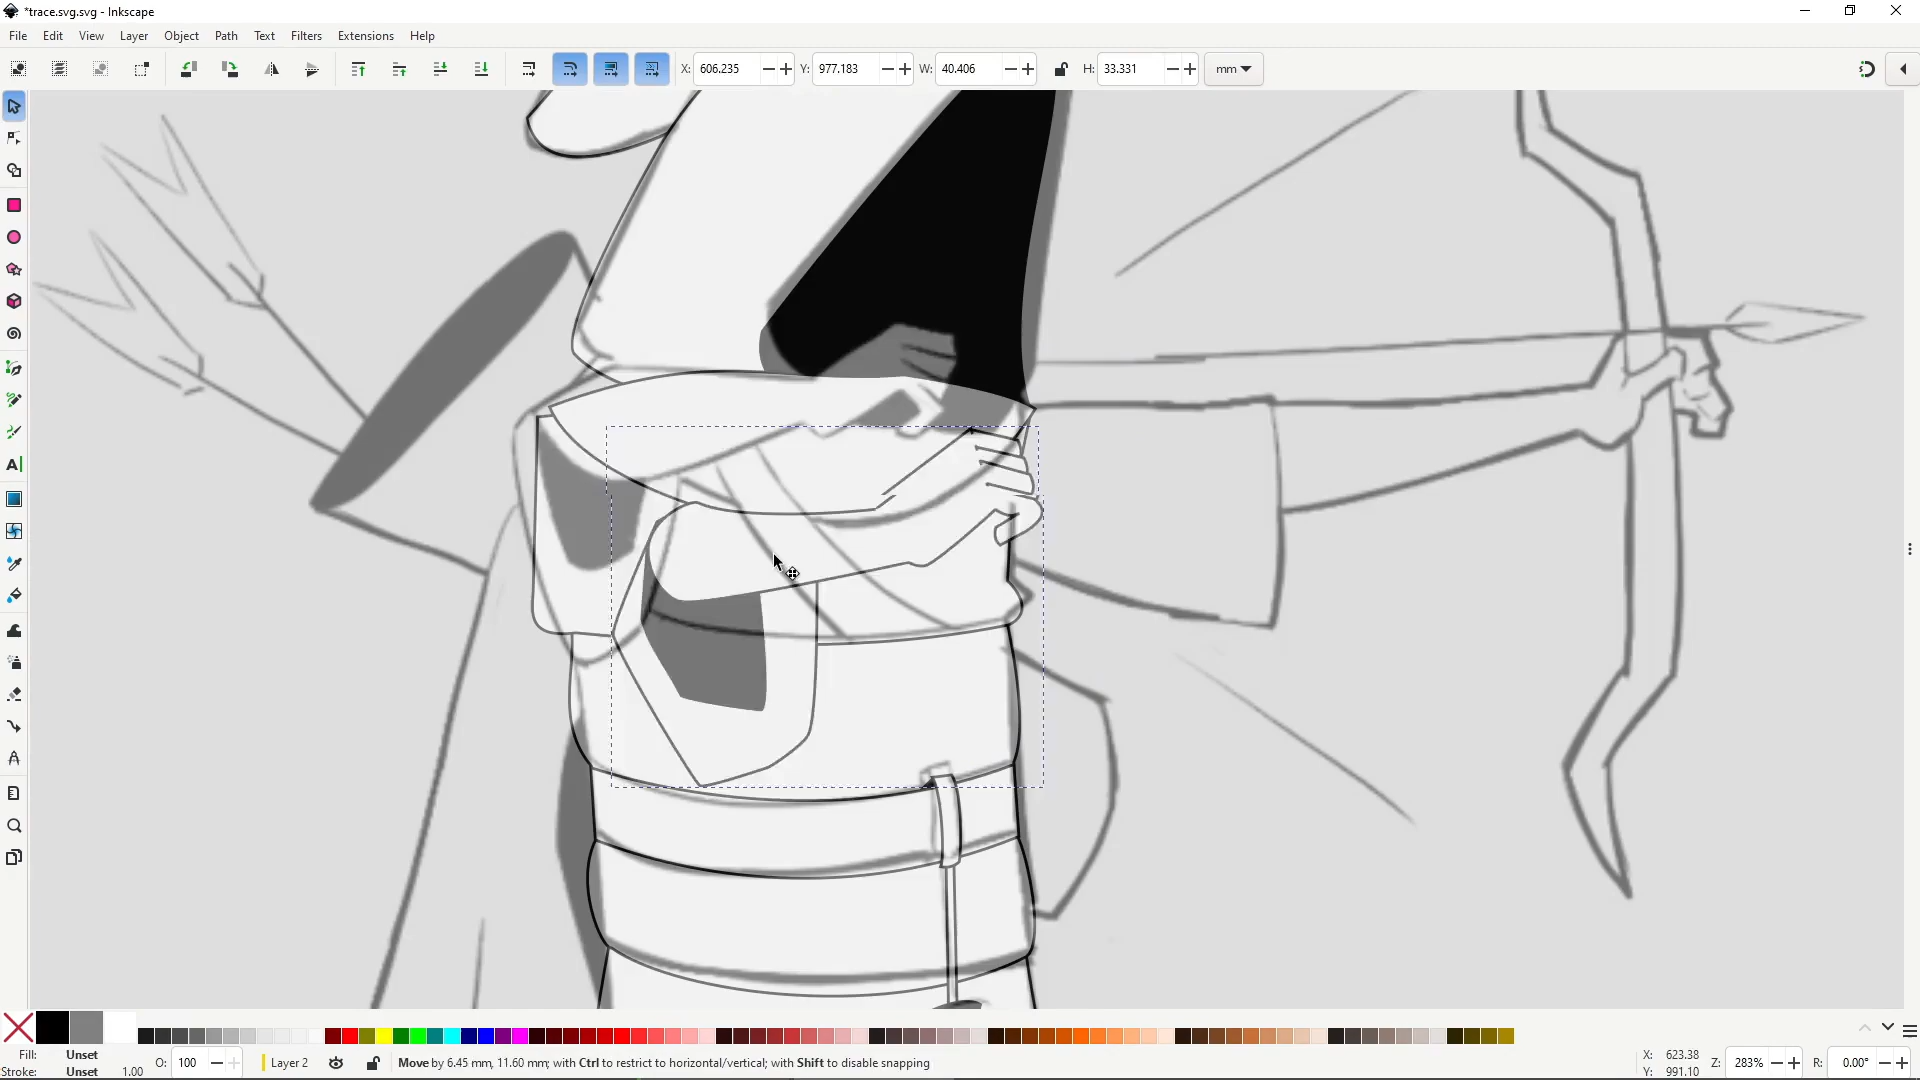 *trace.svg.svg - Inkscape
File Edit View Layer Object Path Text Filters Extensions Help
X: 606.235 Y: 977.183 W: 40.406 H: 33.331 mm
Fill: Unset
Stroke: Unset 1.00
O: 100
Layer 2
Move by 6.45 mm, 11.60 mm; with Ctrl to restrict to horizontal/vertical; with Shift to disable snapping
X: 623.38
Y: 991.10
Z: 283%
R: 0.00°